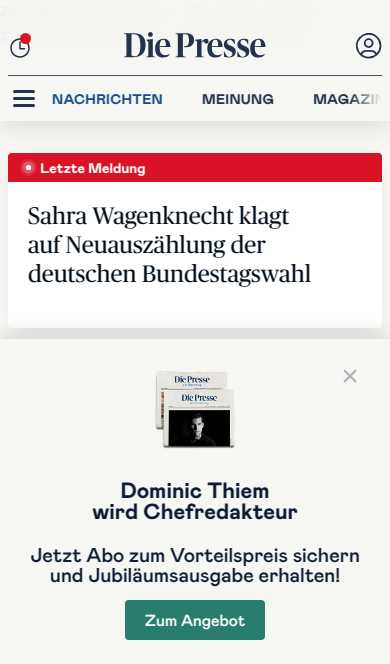 Die Presse
NACHRICHTEN MEINUNG MAGAZIN
Letzte Meldung
Sahra Wagenknecht klagt
auf Neuauszählung der
deutschen Bundestagswahl
Die Presse
Die Presse
Dominic Thiem
wird Chefredakteur
Jetzt Abo zum Vorteilspreis sichern
und Jubiläumsausgabe erhalten!
Zum Angebot